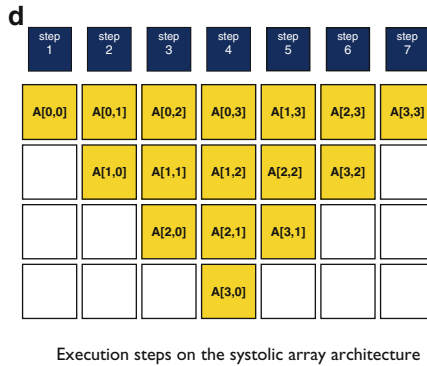 d
step 1
step 2
step 3
step 4
step 5
step 6
step 7
A[0,0] A[0,1] A[0,2] A[0,3] A[1,3] A[2,3] A[3,3]
A[1,0] A[1,1] A[1,2] A[2,2] A[3,2]
A[2,0] A[2,1] A[3,1]
A[3,0]
Execution steps on the systolic array architecture